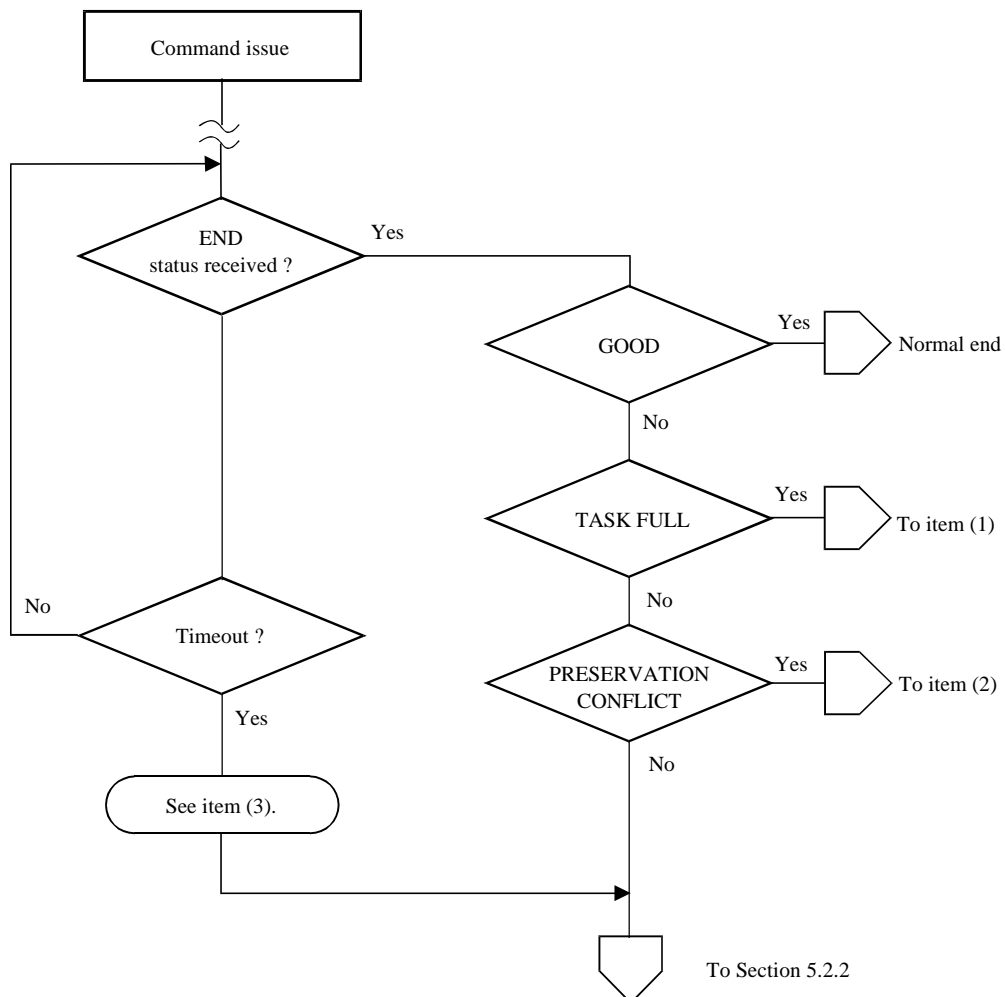 Command issue
END
status received ?
Yes
GOOD
Yes
Normal end
No
TASK FULL
Yes
To item (1)
No
No
Timeout ?
PRESERVATION
CONFLICT
Yes
To item (2)
Yes
No
See item (3).
To Section 5.2.2